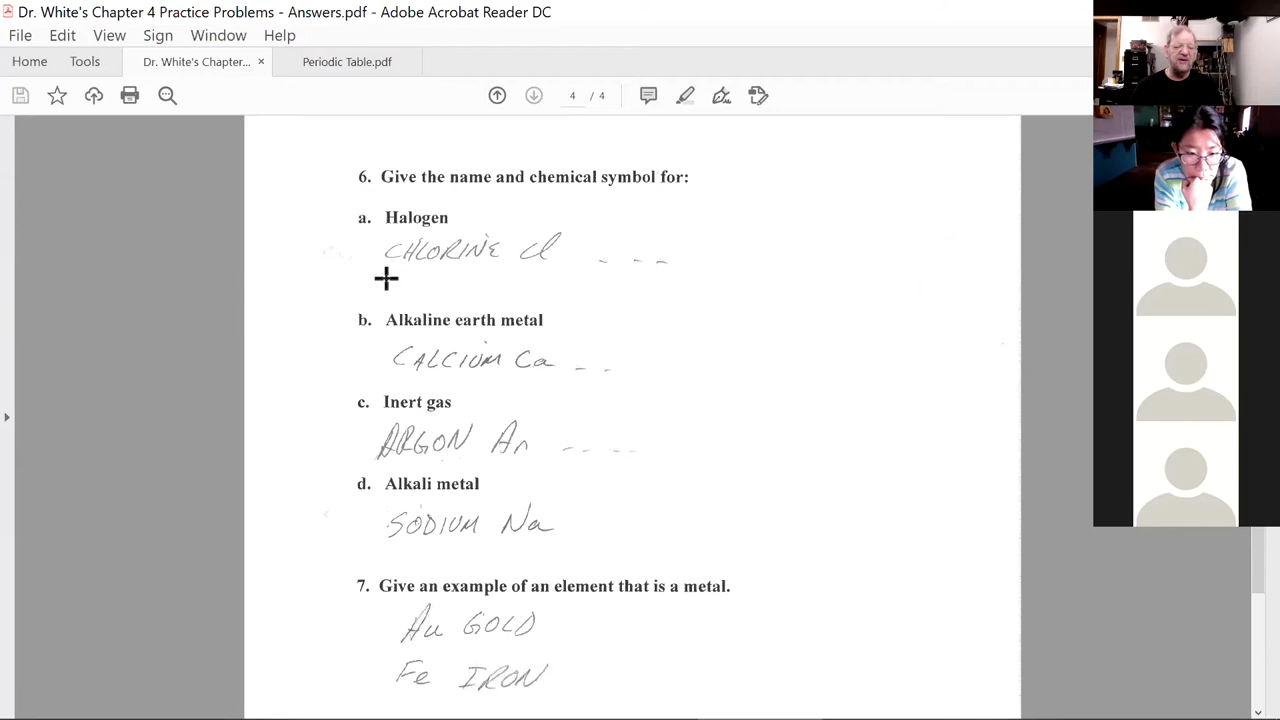 Dr. White's Chapter 4 Practice Problems - Answers.pdf - Adobe Acrobat Reader DC
File Edit View Sign Window Help
Home Tools Dr. White's Chapter... × Periodic Table.pdf
4 / 4
6. Give the name and chemical symbol for:
a. Halogen
CHLORINE Cl - - -
b. Alkaline earth metal
CALCIUM Ca - -
c. Inert gas
ARGON Ar - - - -
d. Alkali metal
SODIUM Na
7. Give an example of an element that is a metal.
Au GOLD
Fe IRON